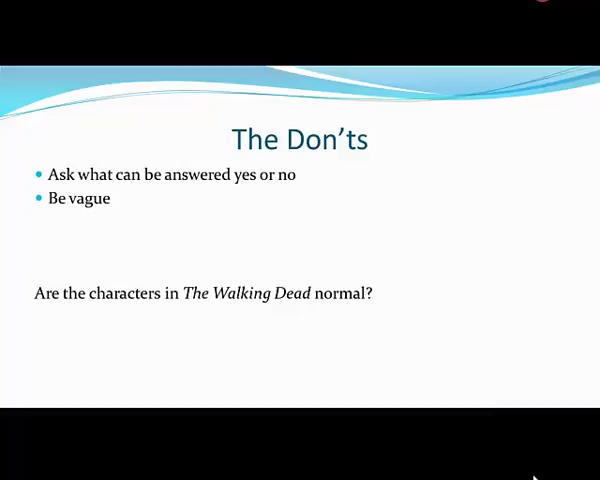 The Don'ts
Ask what can be answered yes or no
Be vague
Are the characters in The Walking Dead normal?